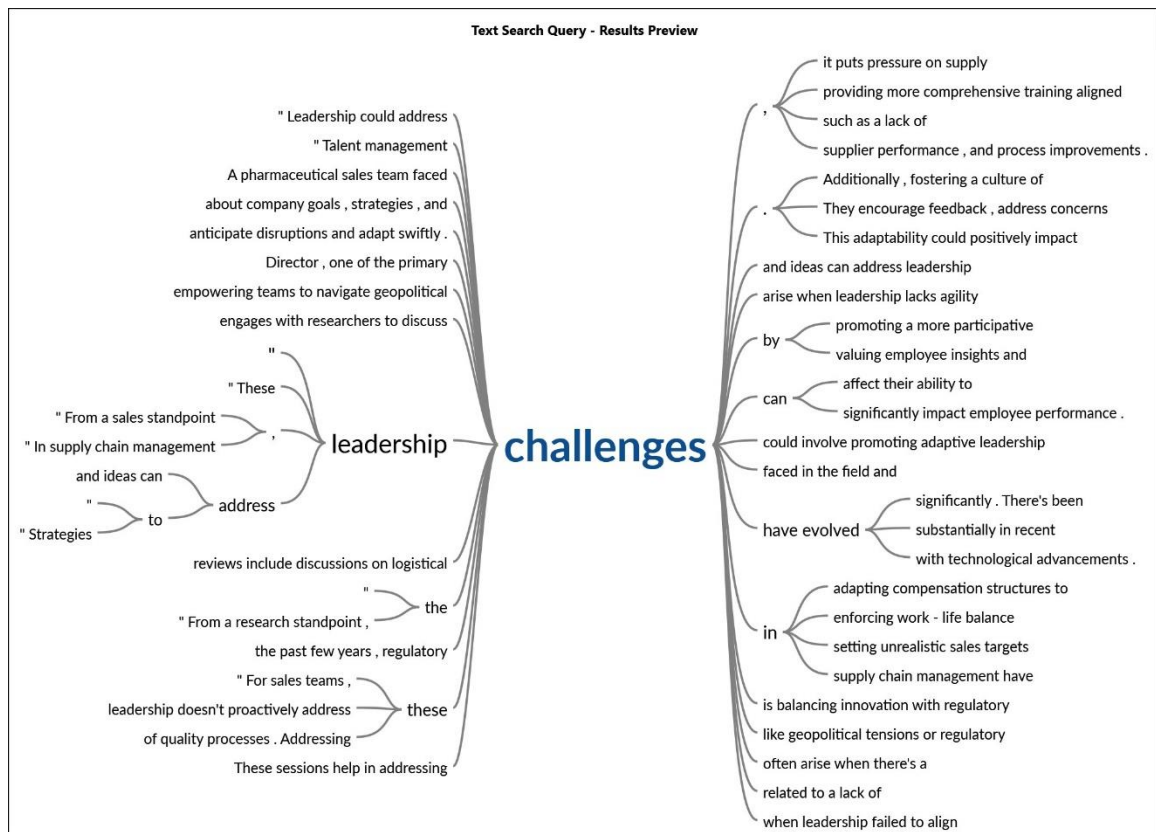 Text Search Query - Results Preview
" Leadership could address
" Talent management
A pharmaceutical sales team faced
about company goals , strategies , and
anticipate disruptions and adapt swiftly .
Director , one of the primary
empowering teams to navigate geopolitical
engages with researchers to discuss
"
" These
" From a sales standpoint
" In supply chain management
,
leadership
and ideas can
"
" Strategies
to
address
reviews include discussions on logistical
"
" From a research standpoint ,
the
the past few years , regulatory
" For sales teams ,
leadership doesn't proactively address
of quality processes . Addressing
these
These sessions help in addressing
challenges
,
it puts pressure on supply
providing more comprehensive training aligned
such as a lack of
supplier performance , and process improvements .
.
Additionally , fostering a culture of
They encourage feedback , address concerns
This adaptability could positively impact
and ideas can address leadership
arise when leadership lacks agility
by
promoting a more participative
valuing employee insights and
can
affect their ability to
significantly impact employee performance .
could involve promoting adaptive leadership
faced in the field and
have evolved
significantly . There's been
substantially in recent
with technological advancements .
in
adapting compensation structures to
enforcing work - life balance
setting unrealistic sales targets
supply chain management have
is balancing innovation with regulatory
like geopolitical tensions or regulatory
often arise when there's a
related to a lack of
when leadership failed to align